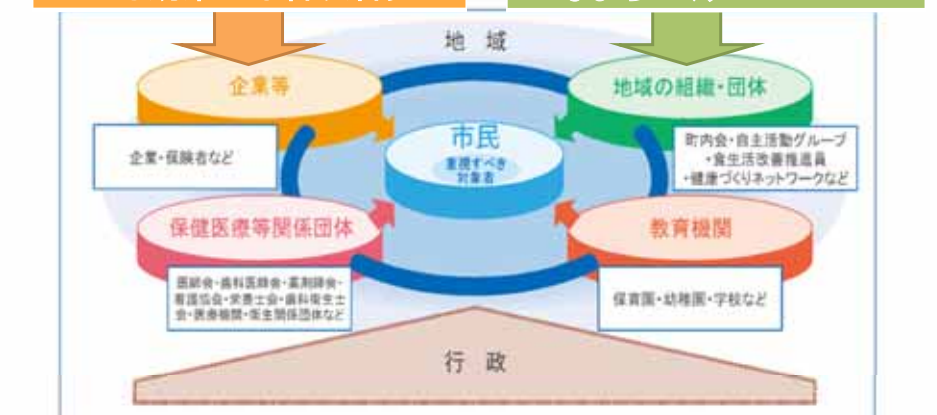 地 域
企業等
地域の組織・団体
企業・保険者など
市民
重視すべき
対象者
町内会・自主活動グループ
・食生活改善推進員
・健康づくりネットワークなど
保健医療等関係団体
教育機関
医師会・歯科医師会・薬剤師会・
看護協会・栄養士会・歯科衛生士
会・医療機関・衛生関係団体など
保育園・幼稚園・学校など
行 政